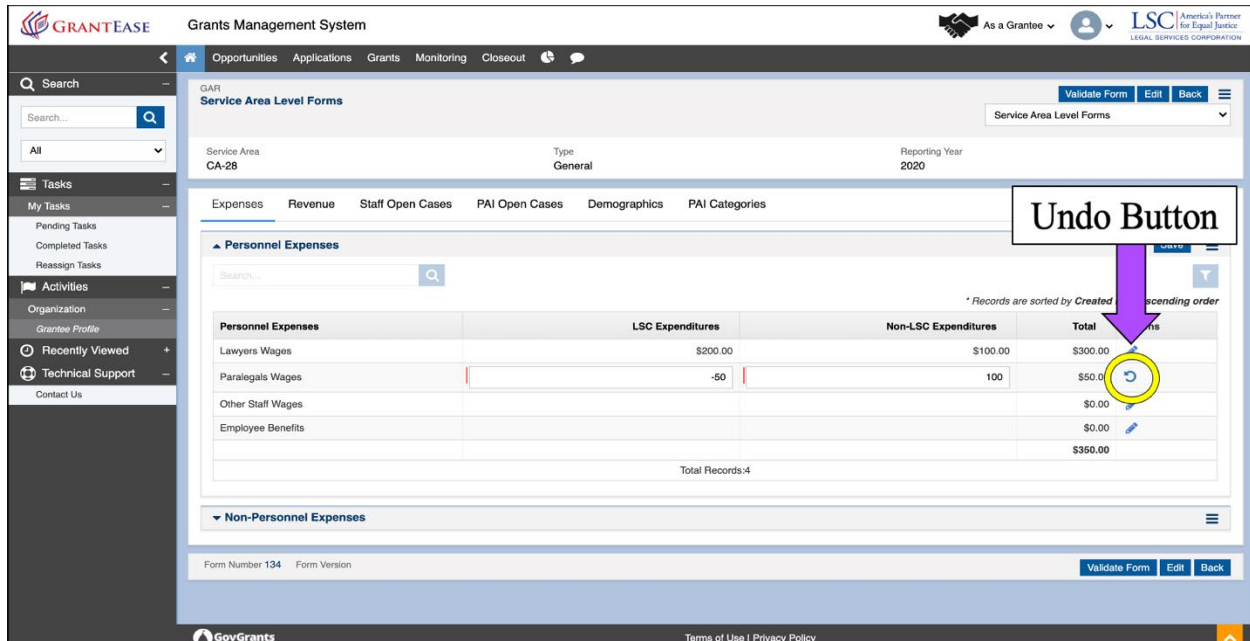 GRANTEASE
Grants Management System
As a Grantee
LSC America's Partner for Equal Justice
LEGAL SERVICES CORPORATION
Opportunities Applications Grants Monitoring Closeout
Search
Search...
All
Tasks
My Tasks
Pending Tasks
Completed Tasks
Reassign Tasks
Activities
Organization
Grantee Profile
Recently Viewed
Technical Support
Contact Us
GAR
Service Area Level Forms
Validate Form Edit Back
Service Area Level Forms
Service Area Type Reporting Year
CA-28 General 2020
Expenses Revenue Staff Open Cases PAI Open Cases Demographics PAI Categories
Undo Button
Personnel Expenses
Save
Search...
* Records are sorted by Created scending order
Personnel Expenses LSC Expenditures Non-LSC Expenditures Total ns
Lawyers Wages $200.00 $100.00 $300.00
Paralegals Wages -50 100 $50.0
Other Staff Wages $0.00
Employee Benefits $0.00
$350.00
Total Records:4
Non-Personnel Expenses
Form Number 134 Form Version
Validate Form Edit Back
GovGrants
Terms of Use | Privacy Policy